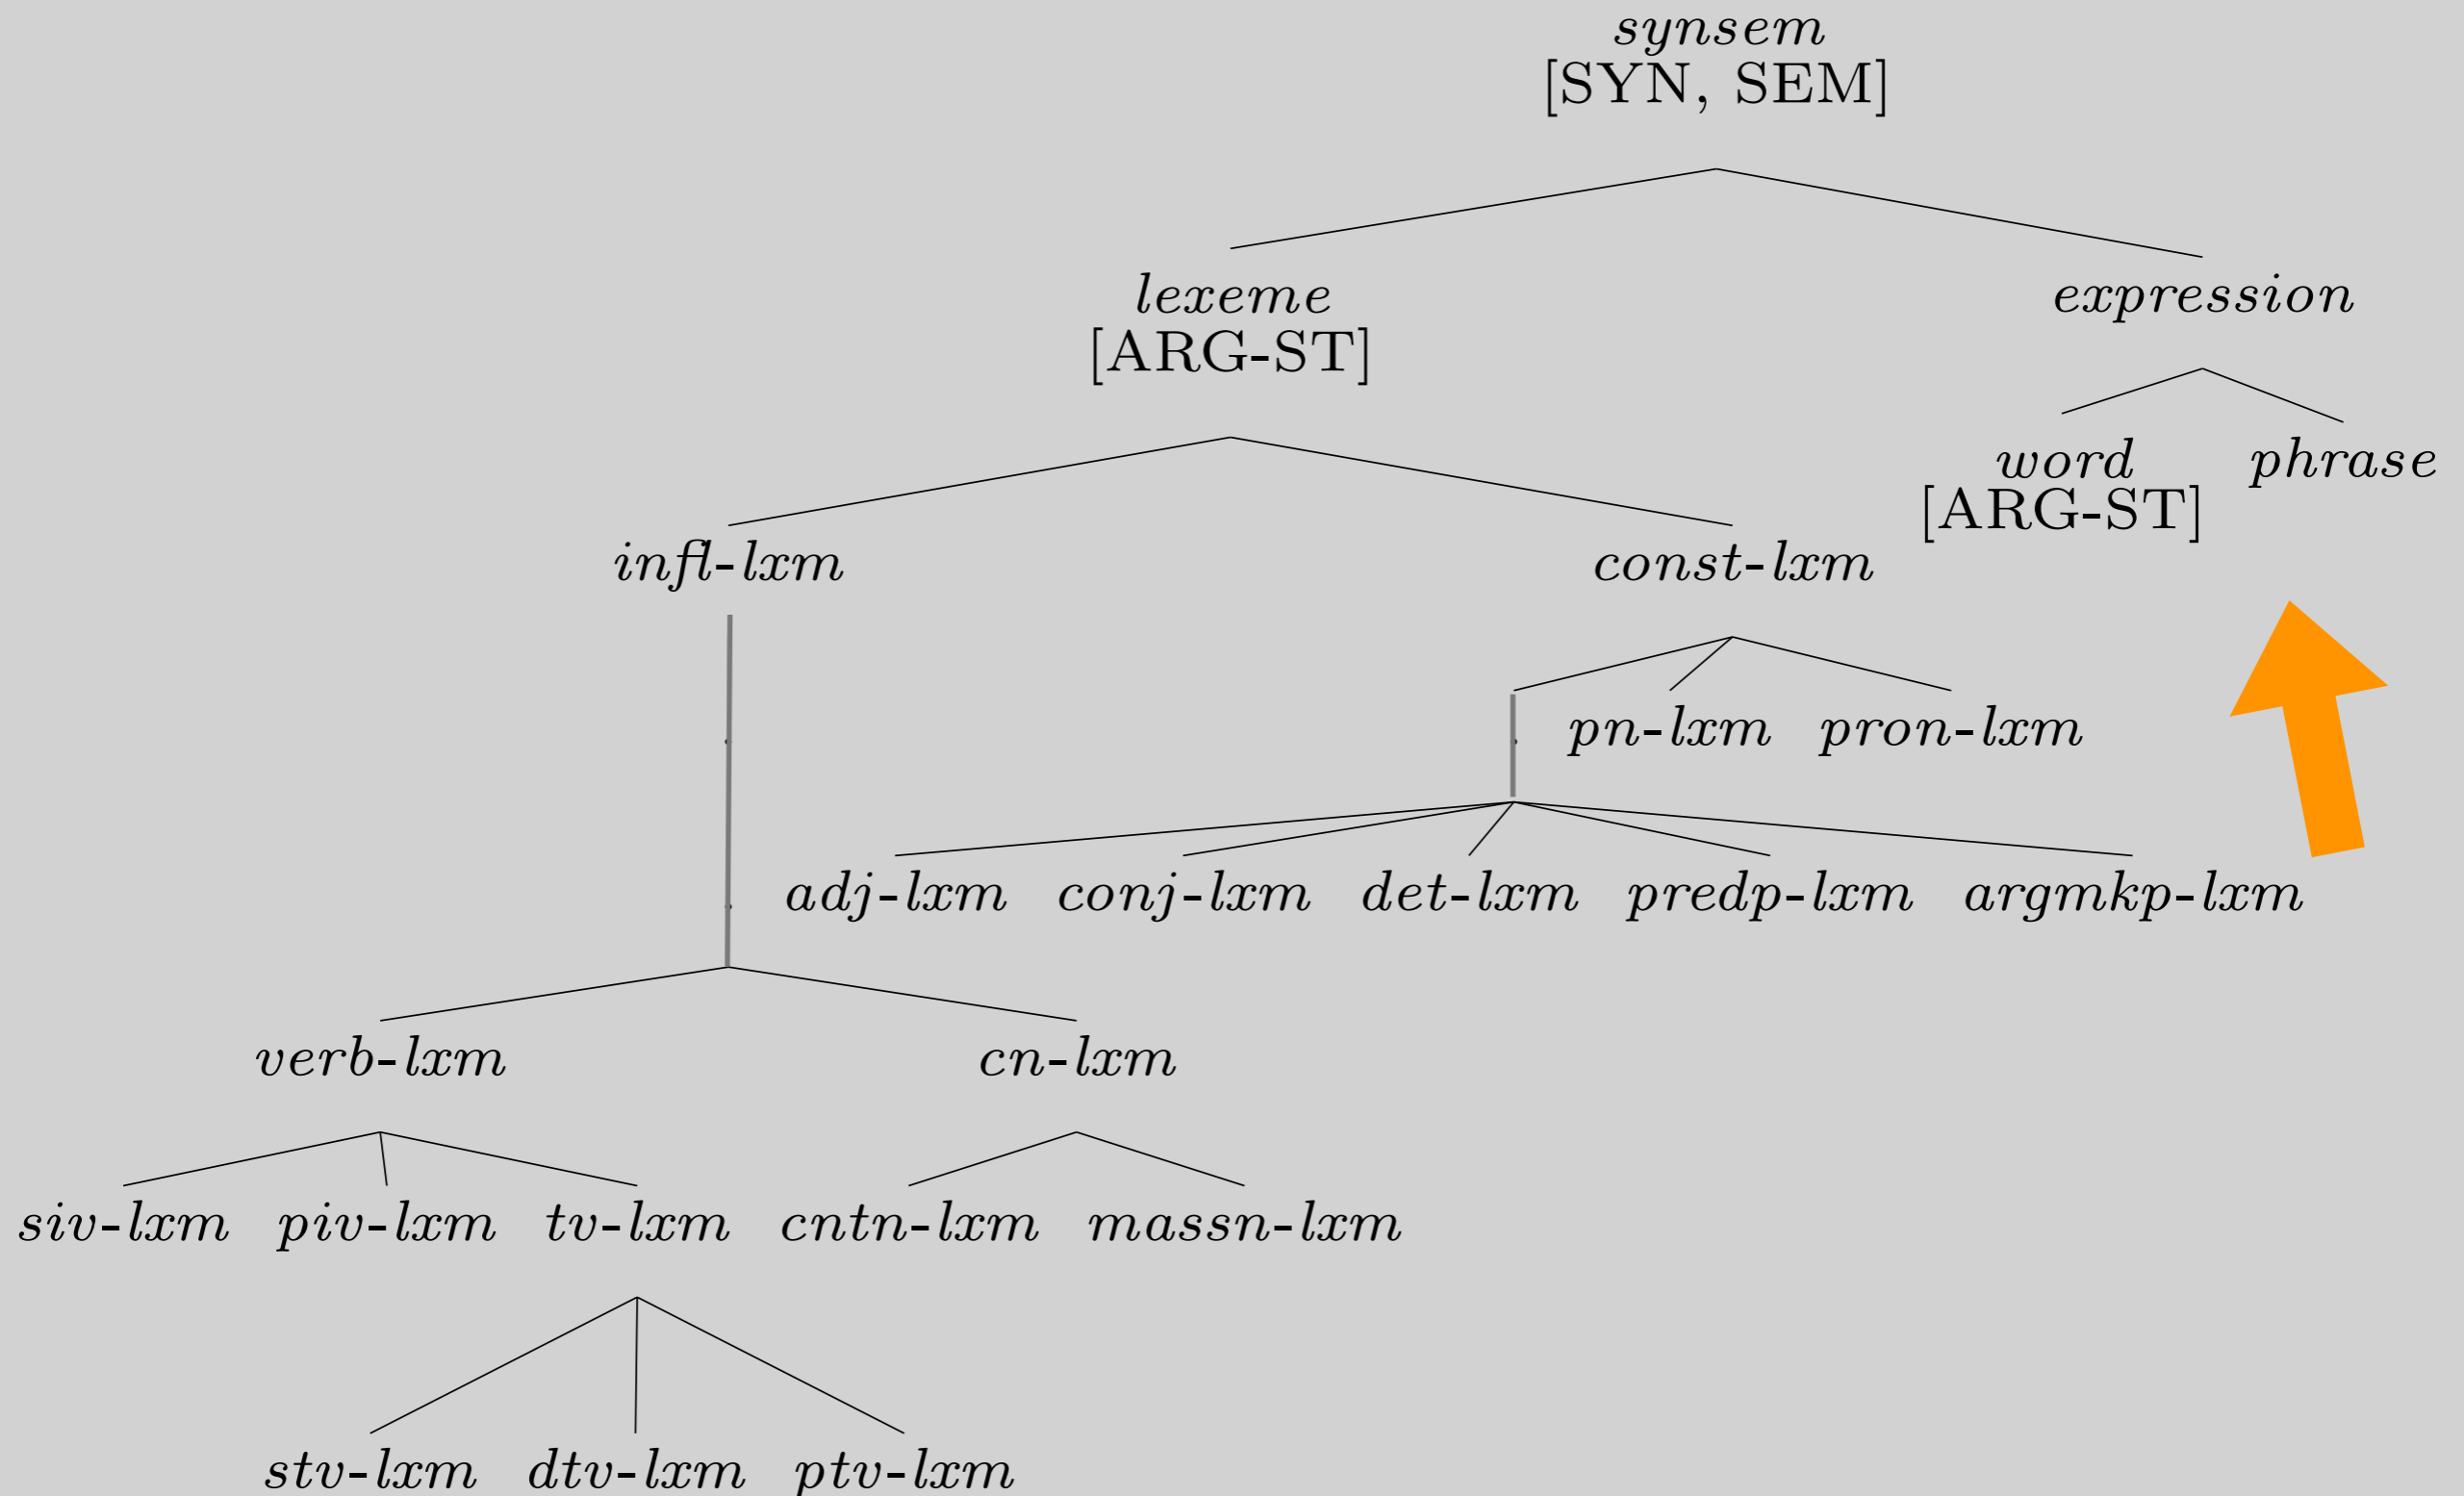 synsem
[SYN, SEM]
lexeme
[ARG-ST]
expression
word
[ARG-ST]
phrase
infl-lxm
const-lxm
pn-lxm
pron-lxm
adj-lxm
conj-lxm
det-lxm
predp-lxm
argmkp-lxm
verb-lxm
cn-lxm
siv-lxm
piv-lxm
tv-lxm
cntn-lxm
massn-lxm
stv-lxm
dtv-lxm
ptv-lxm